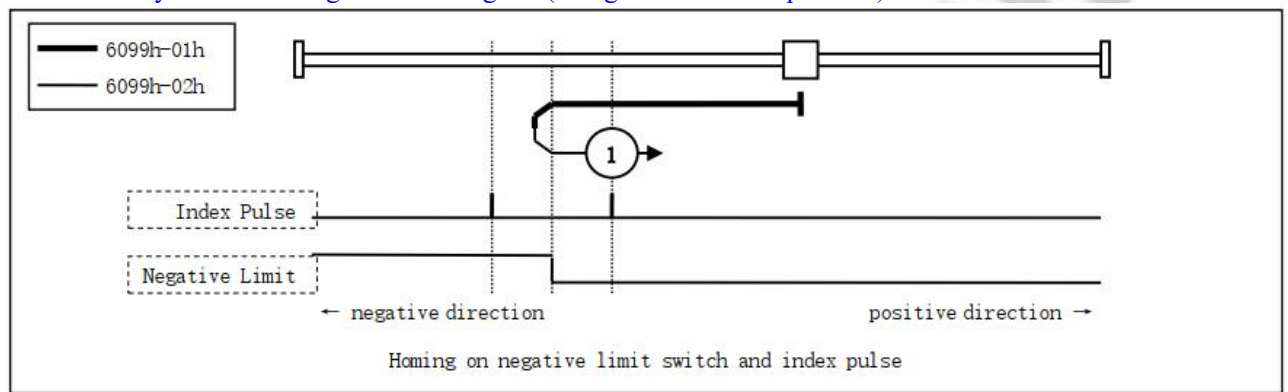 6099h-01h
6099h-02h
1
Index Pulse
Negative Limit
← negative direction
positive direction →
Homing on negative limit switch and index pulse